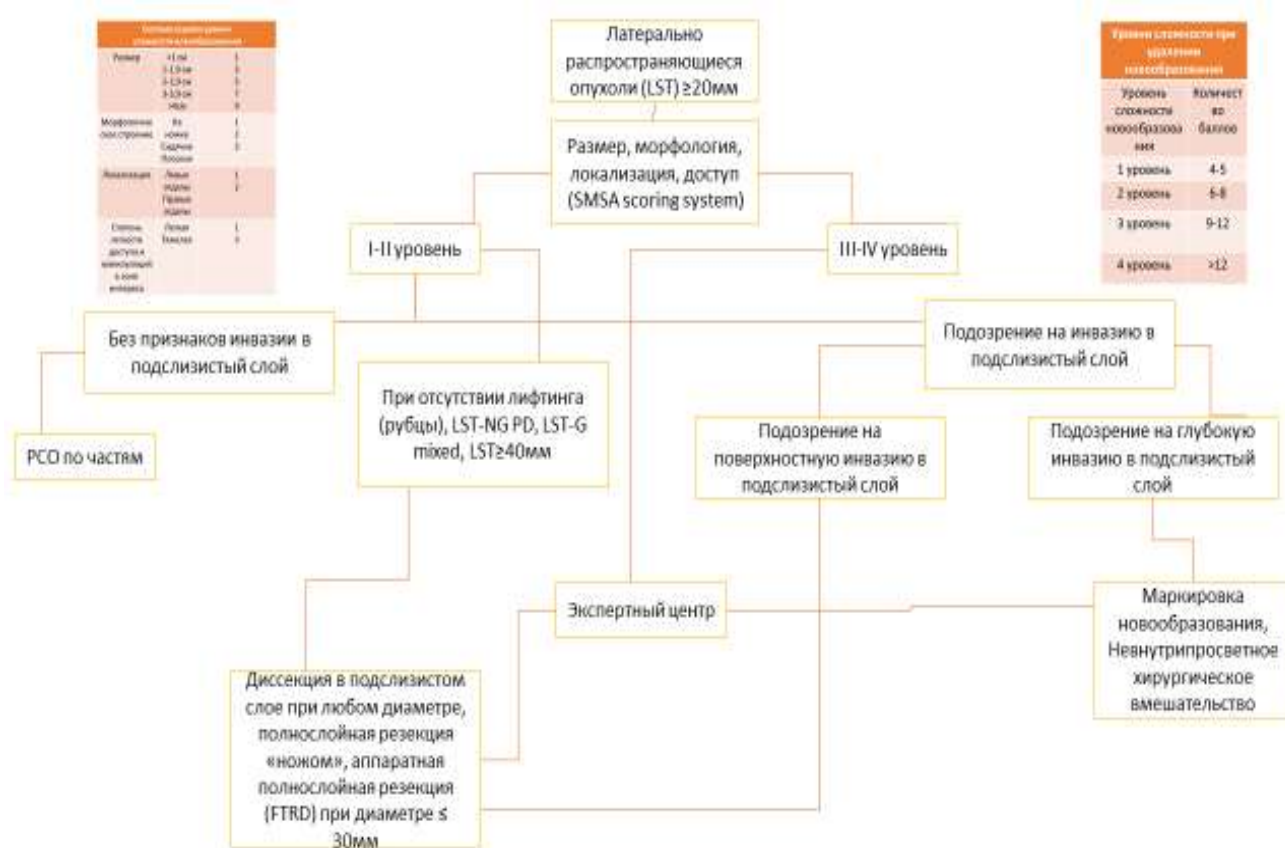 Латерально
распространяющиеся
опухоли (LST) ≥20мм
Размер, морфология,
локализация, доступ
(SMSA scoring system)
I-II уровень
III-IV уровень
Без признаков инвазии в
подслизистый слой
Подозрение на инвазию в
подслизистый слой
РСО по частям
При отсутствии лифтинга
(рубцы), LST-NG PD, LST-G
mixed, LST≥40мм
Подозрение на
поверхностную инвазию в
подслизистый слой
Подозрение на глубокую
инвазию в подслизистый
слой
Экспертный центр
Маркировка
новообразования,
Невнутрипросветное
хирургическое
вмешательство
Диссекция в подслизистом
слое при любом диаметре,
полнослойная резекция
«ножом», аппаратная
полнослойная резекция
(FTRD) при диаметре ≤
30мм
Уровни сложности при
удалении
новообразования
Уровень
сложности
новообразова
ния
Количест
во
баллов
1 уровень 4-5
2 уровень 6-8
3 уровень 9-12
4 уровень >12
Размер
Локализация